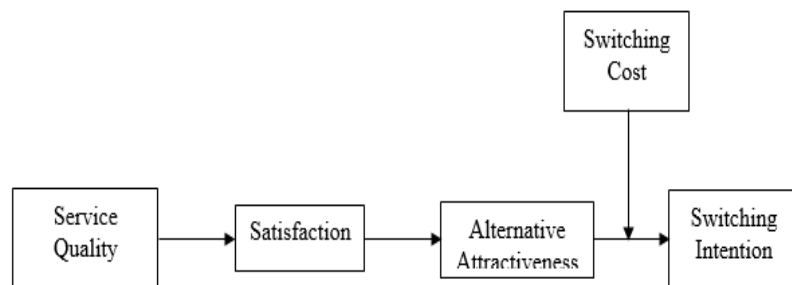 Switching
Cost
Service
Quality
Satisfaction
Alternative
Attractiveness
Switching
Intention